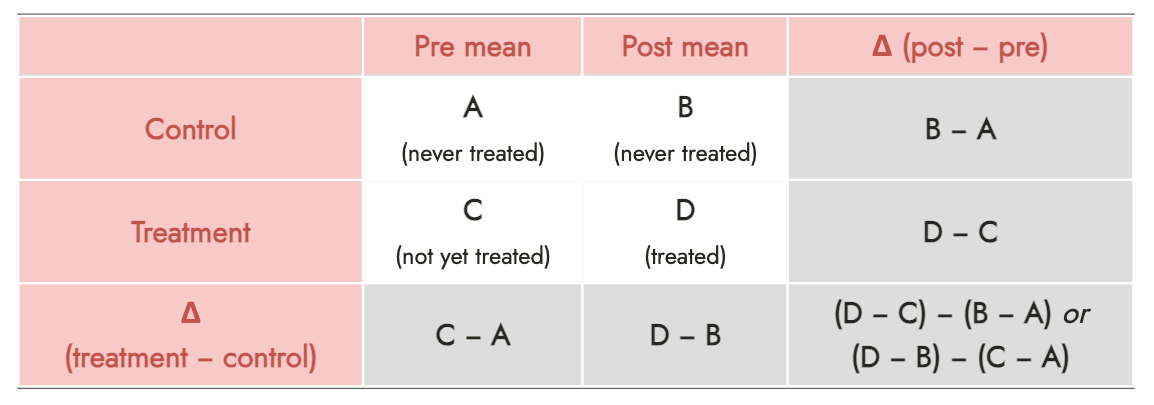 Pre mean Post mean Δ (post – pre)
Control
A
(never treated)
B
(never treated)
B – A
Treatment
C
(not yet treated)
D
(treated)
D – C
Δ
(treatment – control)
C – A
D – B
(D – C) – (B – A) or
(D – B) – (C – A)